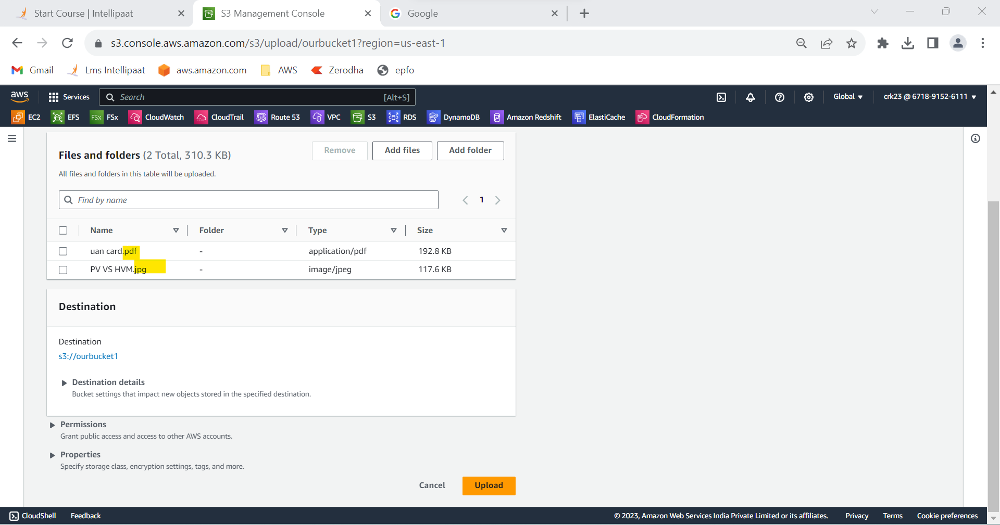 Start Course | Intellipaat
S3 Management Console
Google
s3.console.aws.amazon.com/s3/upload/ourbucket1?region=us-east-1
Gmail Lms Intellipaat aws.amazon.com AWS Zerodha epfo
aws Services Search [Alt+S] Global crk23 @ 6718-9152-6111
EC2 EFS FSx FSx CloudWatch CloudTrail Route 53 VPC S3 RDS DynamoDB Amazon Redshift ElastiCache CloudFormation
Files and folders (2 Total, 310.3 KB) Remove Add files Add folder
All files and folders in this table will be uploaded.
Find by name 1
Name Folder Type Size
uan card.pdf - application/pdf 192.8 KB
PV VS HVM.jpg - image/jpeg 117.6 KB
Destination
Destination
s3://ourbucket1
Destination details
Bucket settings that impact new objects stored in the specified destination.
Permissions
Grant public access and access to other AWS accounts.
Properties
Specify storage class, encryption settings, tags, and more.
Cancel Upload
CloudShell Feedback © 2023, Amazon Web Services India Private Limited or its affiliates. Privacy Terms Cookie preferences